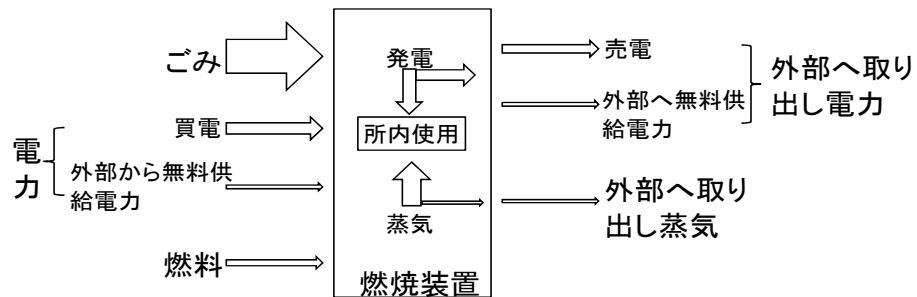 ごみ
買電
電
力
外部から無料供
給電力
燃料
発電
所内使用
蒸気
燃焼装置
売電
外部へ無料供
給電力
外部へ取り
出し電力
外部へ取り
出し蒸気